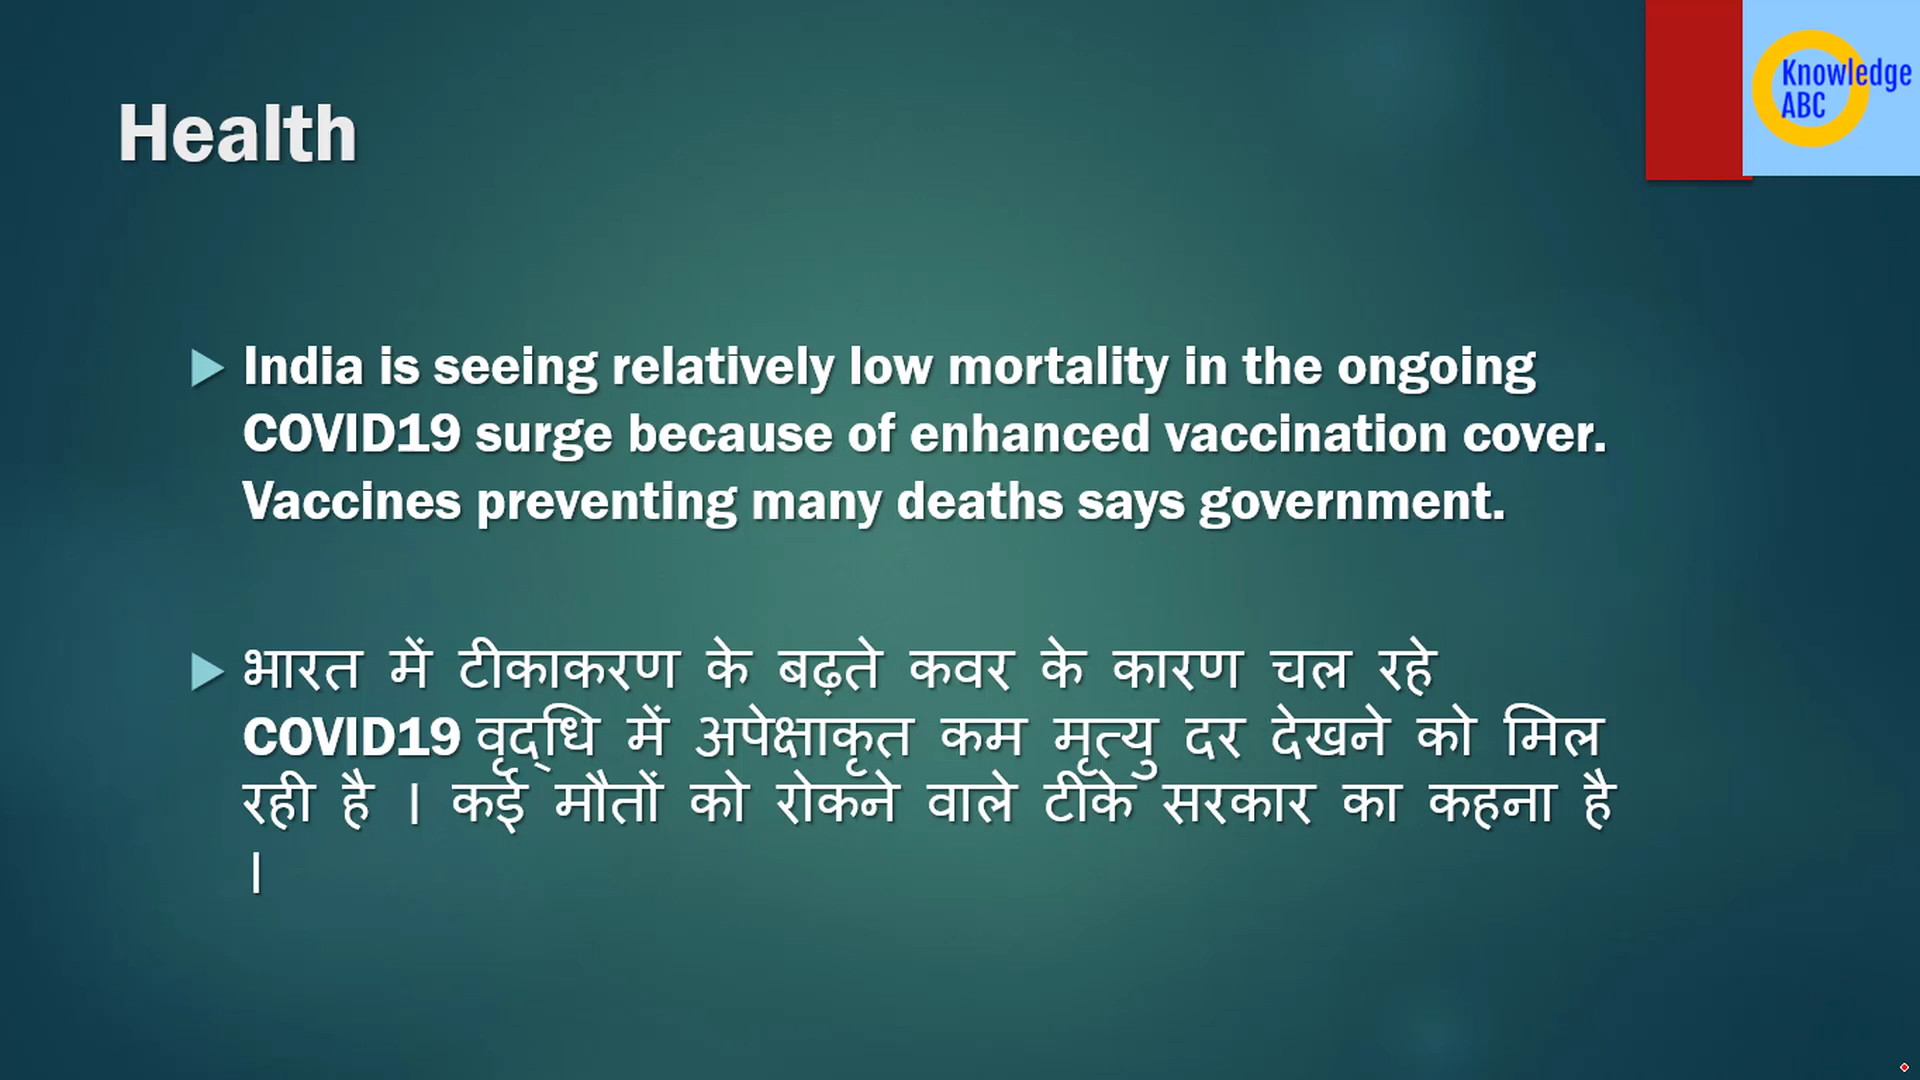 Knowledge
ABC
Health
India is seeing relatively low mortality in the ongoing
COVID19 surge because of enhanced vaccination cover.
Vaccines preventing many deaths says government.
भारत में टीकाकरण के बढ़ते कवर के कारण चल रहे
COVID19 वृद्धि में अपेक्षाकृत कम मृत्यु दर देखने को मिल
रही है । कई मौतों को रोकने वाले टीके सरकार का कहना है
।